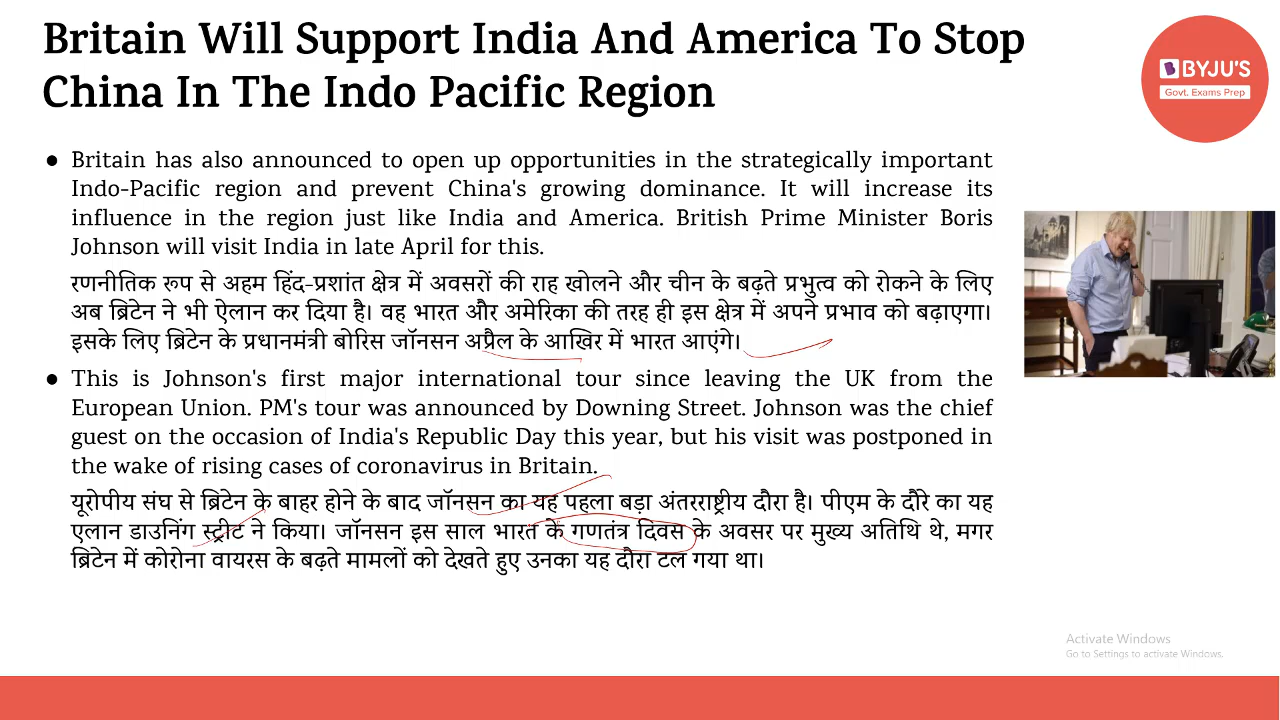 Britain Will Support India And America To Stop
China In The Indo Pacific Region
BYJU'S
Govt. Exams Prep
● Britain has also announced to open up opportunities in the strategically important
Indo-Pacific region and prevent China's growing dominance. It will increase its
influence in the region just like India and America. British Prime Minister Boris
Johnson will visit India in late April for this.
रणनीतिक रूप से अहम हिंद-प्रशांत क्षेत्र में अवसरों की राह खोलने और चीन के बढ़ते प्रभुत्व को रोकने के लिए
अब ब्रिटेन ने भी ऐलान कर दिया है। वह भारत और अमेरिका की तरह ही इस क्षेत्र में अपने प्रभाव को बढ़ाएगा।
इसके लिए ब्रिटेन के प्रधानमंत्री बोरिस जॉनसन अप्रैल के आखिर में भारत आएंगे।
● This is Johnson's first major international tour since leaving the UK from the
European Union. PM's tour was announced by Downing Street. Johnson was the chief
guest on the occasion of India's Republic Day this year, but his visit was postponed in
the wake of rising cases of coronavirus in Britain.
यूरोपीय संघ से ब्रिटेन के बाहर होने के बाद जॉनसन का यह पहला बड़ा अंतरराष्ट्रीय दौरा है। पीएम के दौरे का यह
एलान डाउनिंग स्ट्रीट ने किया। जॉनसन इस साल भारत के गणतंत्र दिवस के अवसर पर मुख्य अतिथि थे, मगर
ब्रिटेन में कोरोना वायरस के बढ़ते मामलों को देखते हुए उनका यह दौरा टल गया था।
Activate Windows
Go to Settings to activate Windows.